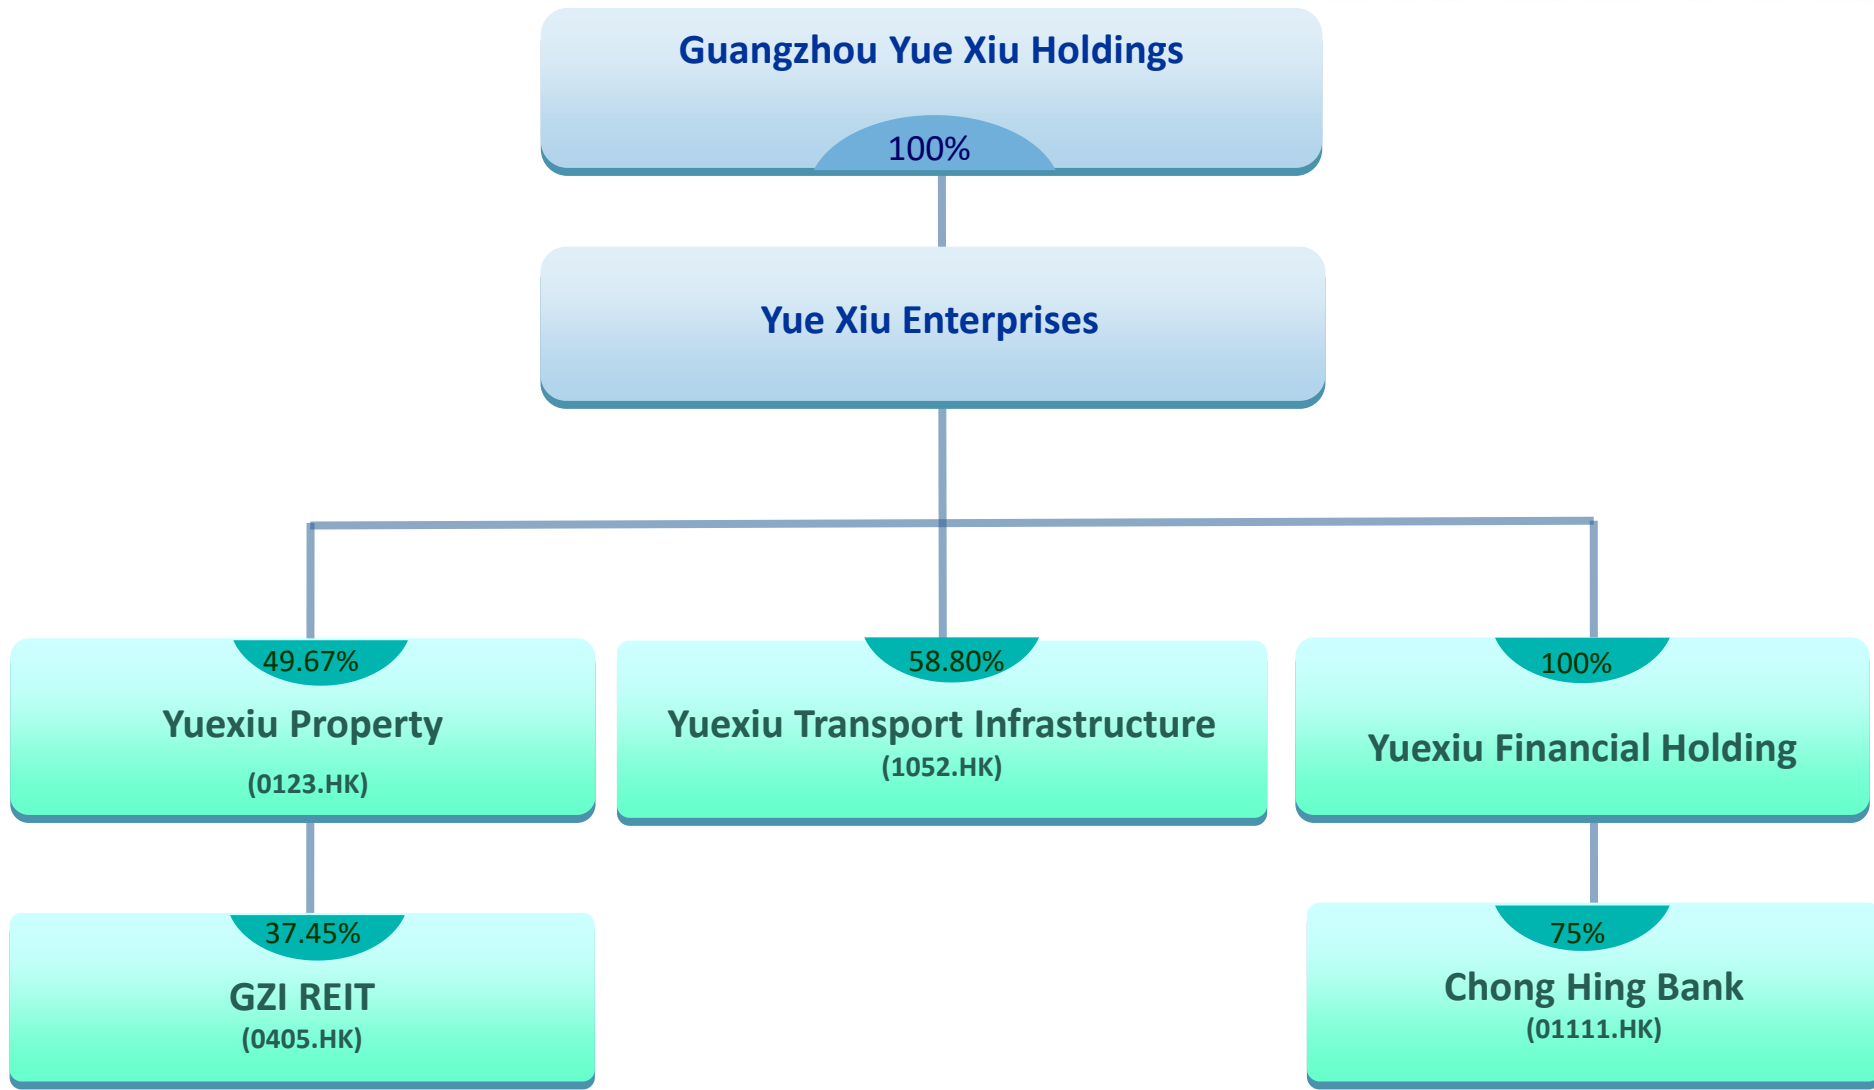 Guangzhou Yue Xiu Holdings
100%
Yue Xiu Enterprises
49.67%
Yuexiu Property
(0123.HK)
58.80%
Yuexiu Transport Infrastructure
(1052.HK)
100%
Yuexiu Financial Holding
37.45%
GZI REIT
(0405.HK)
75%
Chong Hing Bank
(01111.HK)